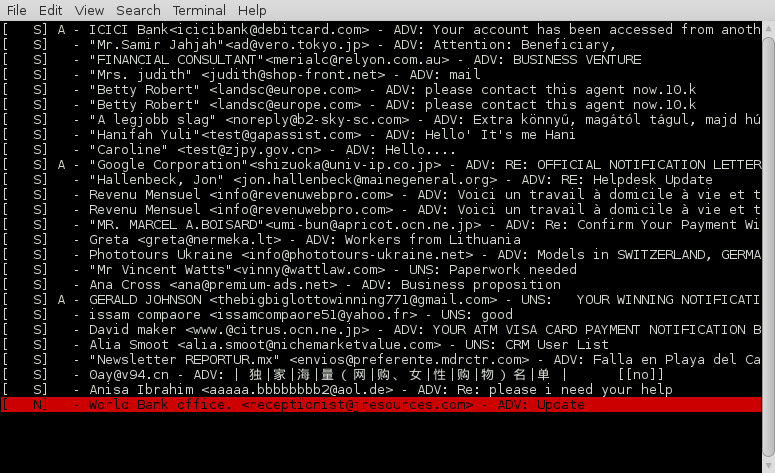 File Edit View Search Terminal Help
[   S] A - ICICI Bank<icicibank@debitcard.com> - ADV: Your account has been accessed from anoth
[   S]   - "Mr.Samir Jahjah"<ad@vero.tokyo.jp> - ADV: Attention: Beneficiary,
[   S]   - "FINANCIAL CONSULTANT"<merialc@relyon.com.au> - ADV: BUSINESS VENTURE
[   S]   - "Mrs. judith" <judith@shop-front.net> - ADV: mail
[   S]   - "Betty Robert" <landsc@europe.com> - ADV: please contact this agent now.10.k
[   S]   - "Betty Robert" <landsc@europe.com> - ADV: please contact this agent now.10.k
[   S]   - "A legjobb slag" <noreply@b2-sky-sc.com> - ADV: Extra könnyű, magától tágul, majd hú
[   S]   - "Hanifah Yuli"<test@gapassist.com> - ADV: Hello' It's me Hani
[   S]   - "Caroline" <test@zjpy.gov.cn> - ADV: Hello....
[   S] A - "Google Corporation"<shizuoka@univ-ip.co.jp> - ADV: RE: OFFICIAL NOTIFICATION LETTER
[   S]   - "Hallenbeck, Jon" <jon.hallenbeck@mainegeneral.org> - ADV: RE: Helpdesk Update
[   S]   - Revenu Mensuel <info@revenuwebpro.com> - ADV: Voici un travail à domicile à vie et t
[   S]   - Revenu Mensuel <info@revenuwebpro.com> - ADV: Voici un travail à domicile à vie et t
[   S]   - "MR. MARCEL A.BOISARD"<umi-bun@apricot.ocn.ne.jp> - ADV: Re: Confirm Your Payment Wi
[   S]   - Greta <greta@nermeka.lt> - ADV: Workers from Lithuania
[   S]   - Phototours Ukraine <info@phototours-ukraine.net> - ADV: Models in SWITZERLAND, GERMA
[   S]   - "Mr Vincent Watts"<vinny@wattlaw.com> - UNS: Paperwork needed
[   S]   - Ana Cross <ana@premium-ads.net> - ADV: Business proposition
[   S] A - GERALD JOHNSON <thebigbiglottowinning771@gmail.com> - UNS:   YOUR WINNING NOTIFICATI
[   S]   - issam compaore <issamcompaore51@yahoo.fr> - UNS: good
[   S]   - David maker <www.@citrus.ocn.ne.jp> - ADV: YOUR ATM VISA CARD PAYMENT NOTIFICATION B
[   S]   - Alia Smoot <alia.smoot@nichemarketvalue.com> - UNS: CRM User List
[   S]   - "Newsletter REPORTUR.mx" <envios@preferente.mdrctr.com> - ADV: Falla en Playa del Ca
[   S]   - Oay@v94.cn - ADV: | 独|家|海|量 ( 网|购、女|性|购|物) 名|单 |      [[no]]
[   S]   - Anisa Ibrahim <aaaaa.bbbbbbbb2@aol.de> - ADV: Re: please i need your help
[   N]   - World Bank office. <receptionist@jresources.com> - ADV: Update